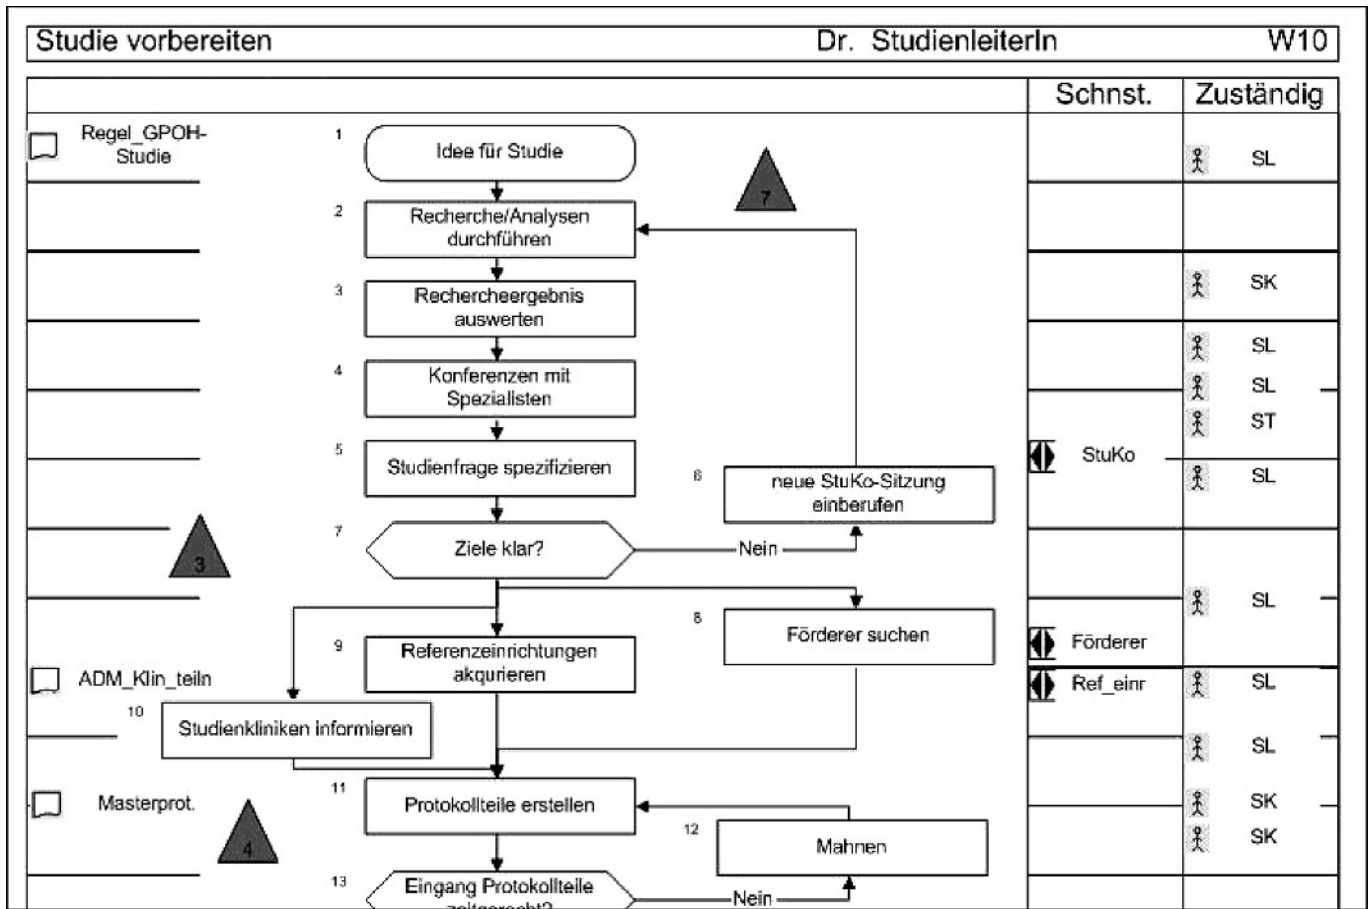 Studie vorbereiten Dr. StudienleiterIn W10
Schnst. Zuständig
Regel_GPOH-
Studie
1
Idee für Studie
7
SL
2
Recherche/Analysen
durchführen
3
Rechercheergebnis
auswerten
SK
4
Konferenzen mit
Spezialisten
SL
SL
ST
5
Studienfrage spezifizieren
6
neue StuKo-Sitzung
einberufen
StuKo
SL
3
7
Ziele klar?
Nein
8
Förderer suchen
SL
Förderer
9
Referenzeinrichtungen
akqurieren
ADM_Klin_teiln
Ref_einr
SL
10
Studienkliniken informieren
SL
Masterprot.
4
11
Protokollteile erstellen
SK
12
Mahnen
SK
13
Eingang Protokollteile
zeitgerecht?
Nein